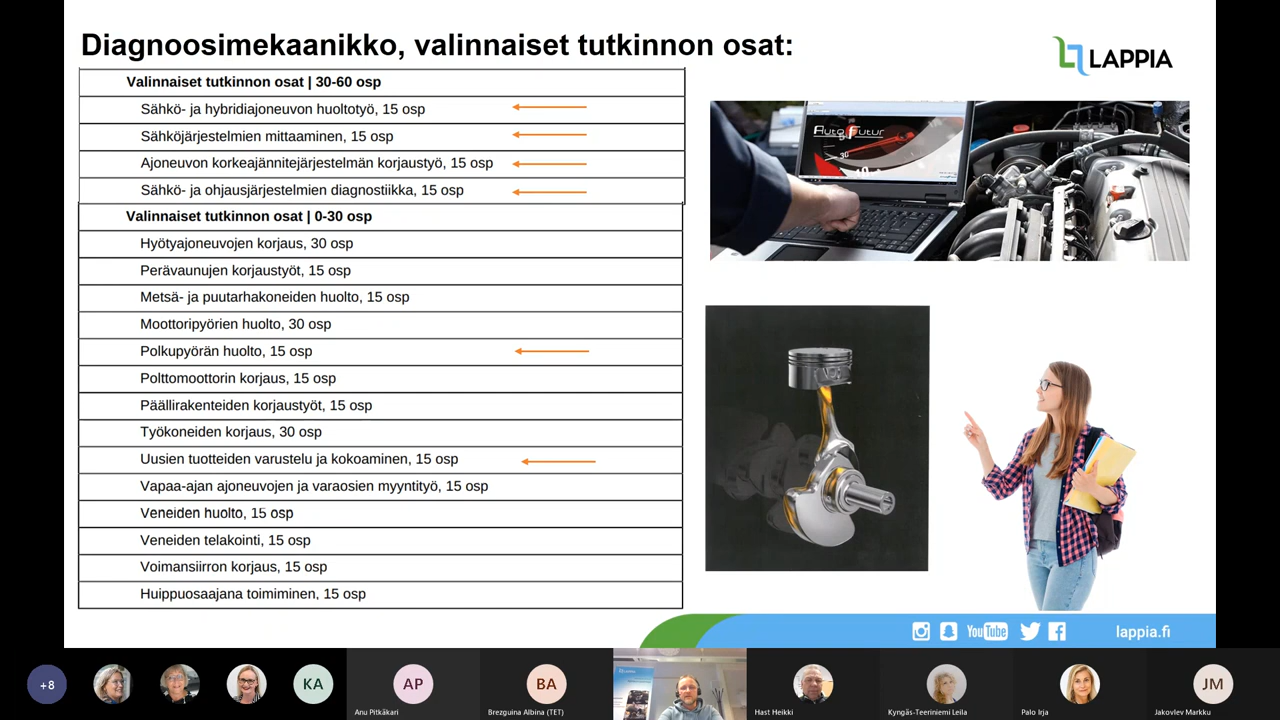 Diagnoosimekaanikko, valinnaiset tutkinnon osat:
LAPPIA
Valinnaiset tutkinnon osat | 30-60 osp
Sähkö- ja hybridiajoneuvon huoltotyö, 15 osp
Sähköjärjestelmien mittaaminen, 15 osp
Ajoneuvon korkeajännitejärjestelmän korjaustyö, 15 osp
Sähkö- ja ohjausjärjestelmien diagnostiikka, 15 osp
Valinnaiset tutkinnon osat | 0-30 osp
Hyötyajoneuvojen korjaus, 30 osp
Perävaunujen korjaustyöt, 15 osp
Metsä- ja puutarhakoneiden huolto, 15 osp
Moottoripyörien huolto, 30 osp
Polkupyörän huolto, 15 osp
Polttomoottorin korjaus, 15 osp
Päällirakenteiden korjaustyöt, 15 osp
Työkoneiden korjaus, 30 osp
Uusien tuotteiden varustelu ja kokoaminen, 15 osp
Vapaa-ajan ajoneuvojen ja varaosien myyntityö, 15 osp
Veneiden huolto, 15 osp
Veneiden telakointi, 15 osp
Voimansiirron korjaus, 15 osp
Huippuosaajana toimiminen, 15 osp
Auto Futur
30
YouTube
lappia.fi
+8
KA
AP
BA
JM
Anu Pitkäkari
Brezguina Albina (TET)
Hast Heikki
Kyngäs-Teeriniemi Leila
Palo Irja
Jakovlev Markku